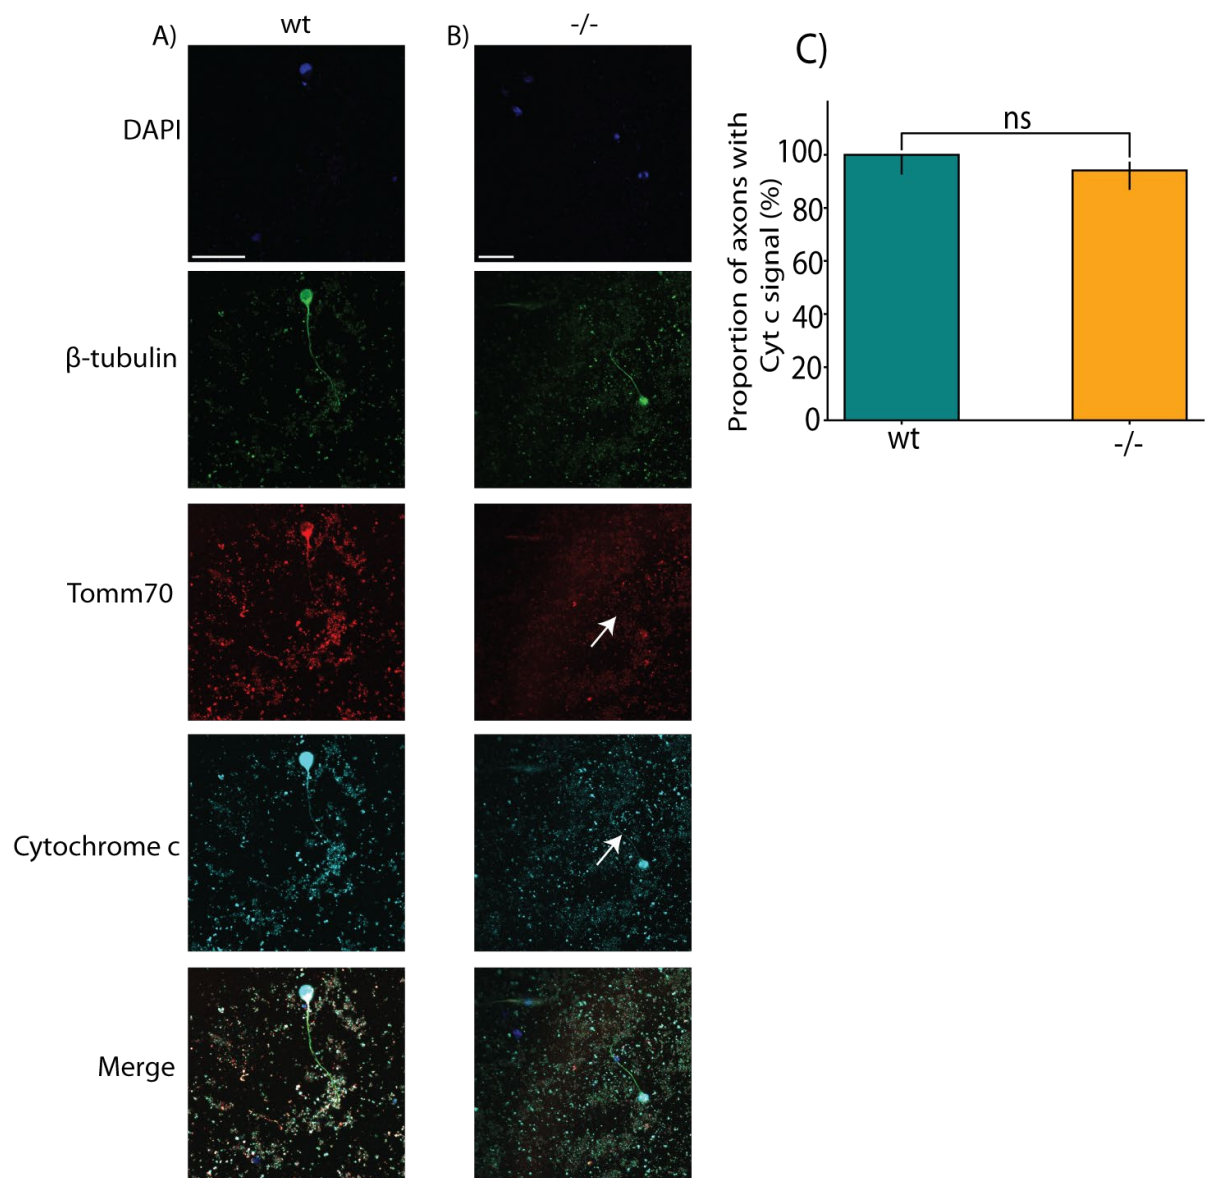 A)
wt
B)
-/-
C)
DAPI
β-tubulin
Tomm70
Cytochrome c
Merge
ns
Proportion of axons with
Cyt c signal (%)
100
80
60
40
20
0
wt
-/-